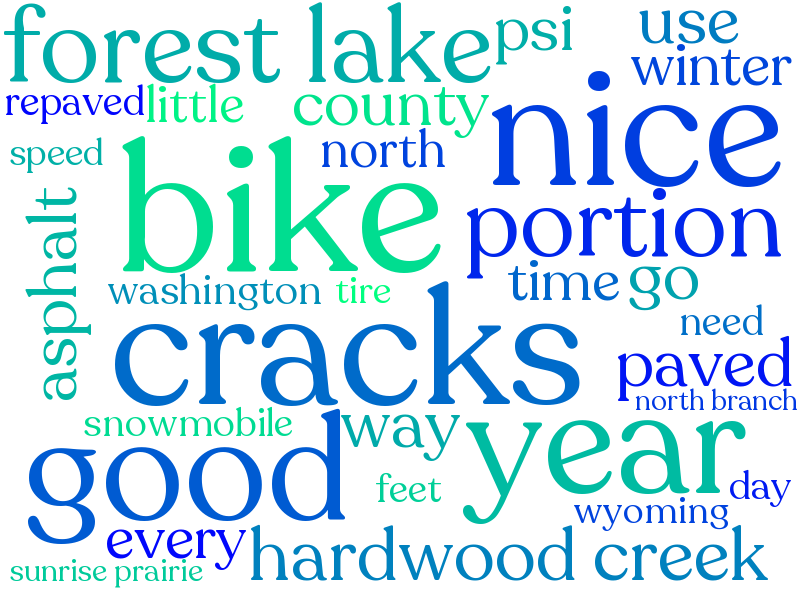 forest lake
psi
use
winter
repaved
little
county
nice
speed
north
bike
portion
asphalt
washington
tire
time
go
cracks
need
paved
north branch
snowmobile
way
year
good
feet
day
wyoming
every
hardwood creek
sunrise prairie